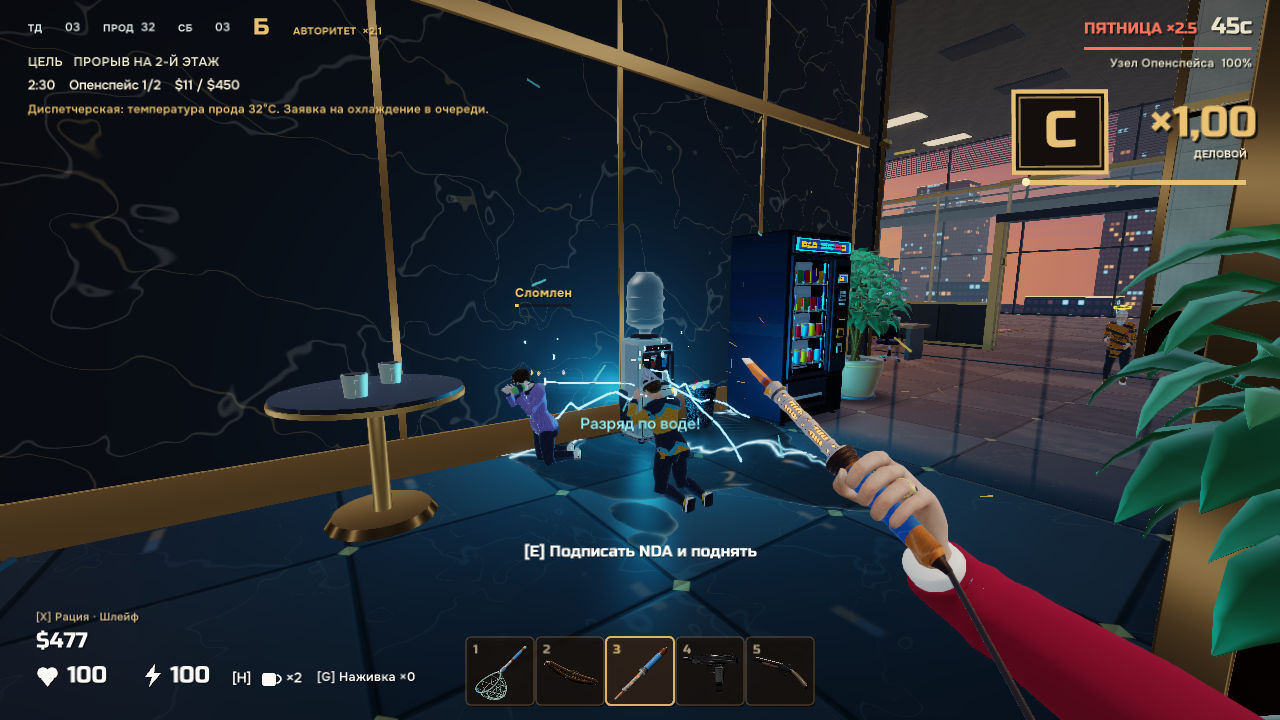 ТД 03 ПРОД 32 СБ 03 Б АВТОРИТЕТ ×2.1
ЦЕЛЬ ПРОРЫВ НА 2-Й ЭТАЖ
2:30 Опенспейс 1/2 $11 / $450
Диспетчерская: температура прода 32°C. Заявка на охлаждение в очереди.
ПЯТНИЦА ×2.5 45с
Узел Опенспейса 100%
С ×1,00
ДЕЛОВОЙ
Сломлен
Разряд по воде!
[E] Подписать NDA и поднять
[X] Рация · Шлейф
$477
100 100 [H] ×2 [G] Наживка ×0
1 2 3 4 5